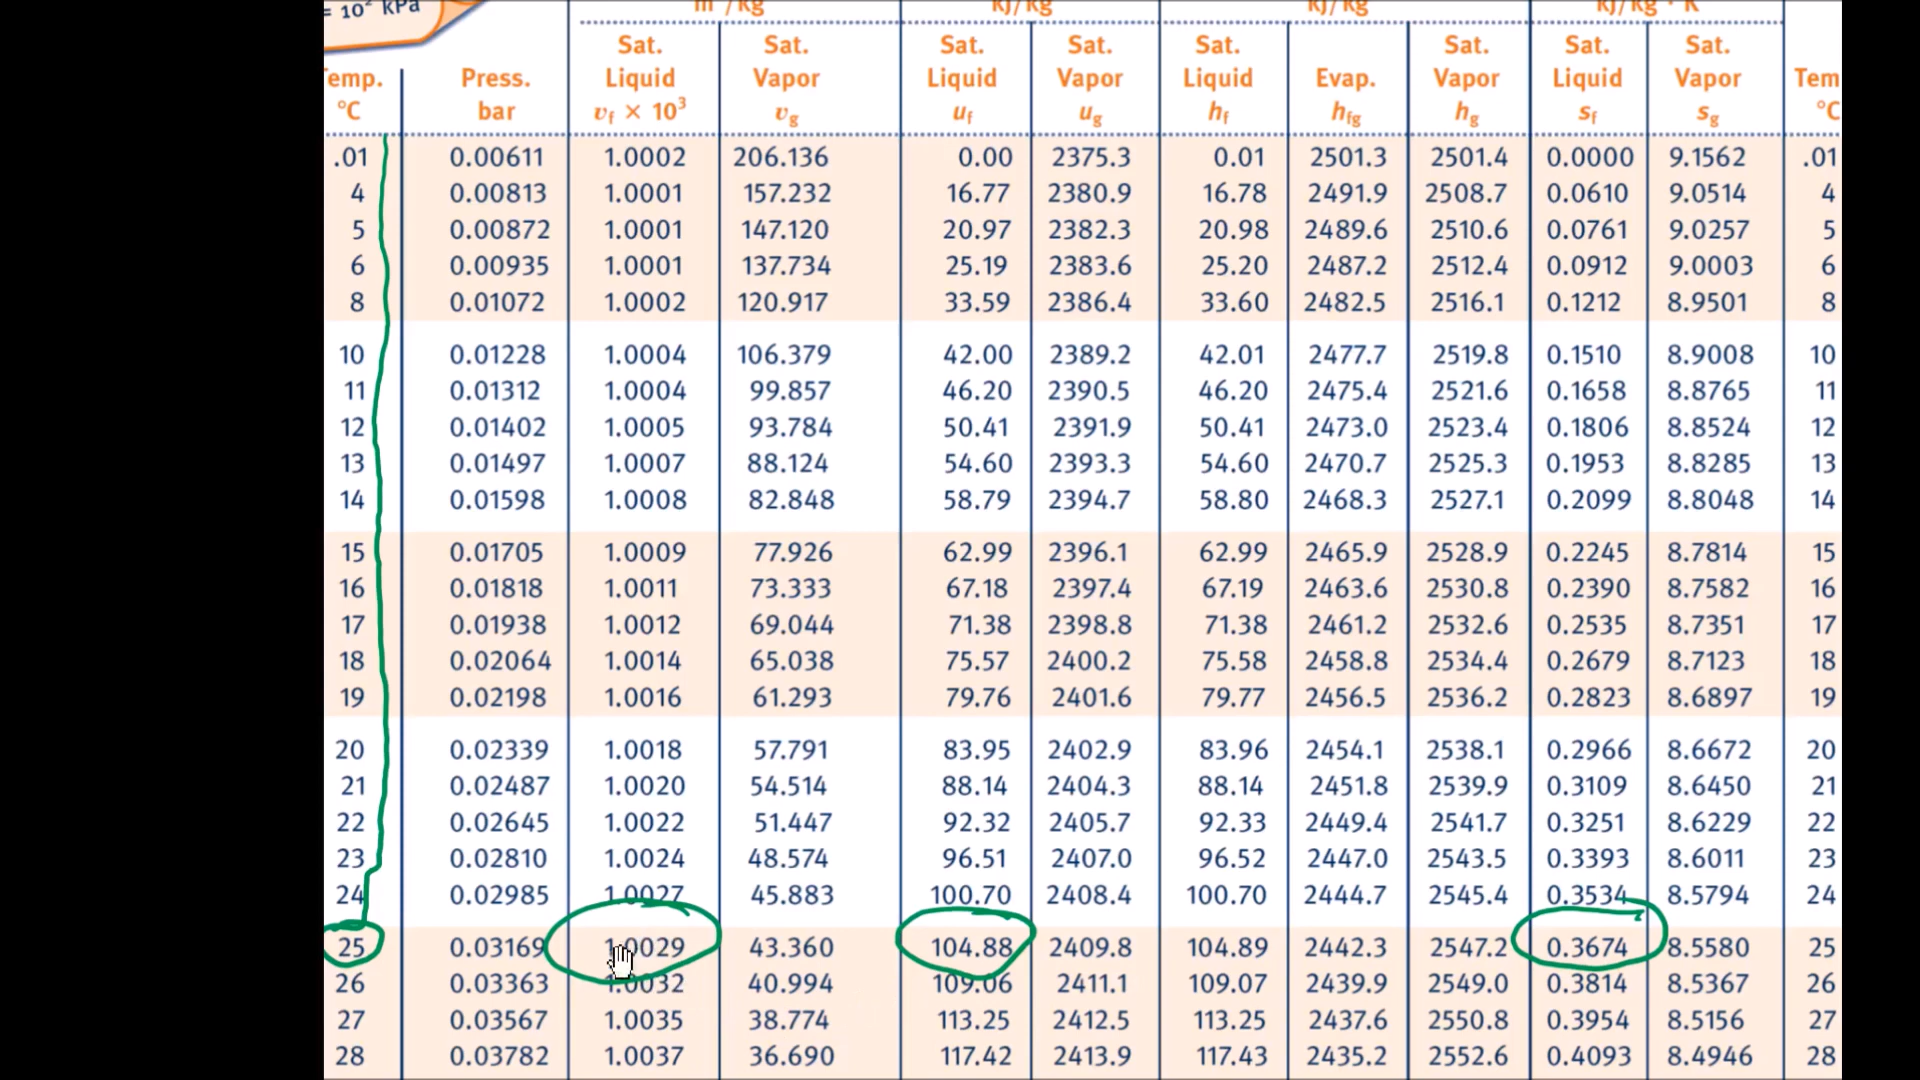 = 10² kPa
m³/kg kJ/kg kJ/kg kJ/kg · K
Sat. Sat. Sat. Sat. Sat. Sat. Sat. Sat.
emp. Press. Liquid Vapor Liquid Vapor Liquid Evap. Vapor Liquid Vapor Tem
°C bar vf × 10³ vg uf ug hf hfg hg sf sg °C
.01 0.00611 1.0002 206.136 0.00 2375.3 0.01 2501.3 2501.4 0.0000 9.1562 .01
4 0.00813 1.0001 157.232 16.77 2380.9 16.78 2491.9 2508.7 0.0610 9.0514 4
5 0.00872 1.0001 147.120 20.97 2382.3 20.98 2489.6 2510.6 0.0761 9.0257 5
6 0.00935 1.0001 137.734 25.19 2383.6 25.20 2487.2 2512.4 0.0912 9.0003 6
8 0.01072 1.0002 120.917 33.59 2386.4 33.60 2482.5 2516.1 0.1212 8.9501 8
10 0.01228 1.0004 106.379 42.00 2389.2 42.01 2477.7 2519.8 0.1510 8.9008 10
11 0.01312 1.0004 99.857 46.20 2390.5 46.20 2475.4 2521.6 0.1658 8.8765 11
12 0.01402 1.0005 93.784 50.41 2391.9 50.41 2473.0 2523.4 0.1806 8.8524 12
13 0.01497 1.0007 88.124 54.60 2393.3 54.60 2470.7 2525.3 0.1953 8.8285 13
14 0.01598 1.0008 82.848 58.79 2394.7 58.80 2468.3 2527.1 0.2099 8.8048 14
15 0.01705 1.0009 77.926 62.99 2396.1 62.99 2465.9 2528.9 0.2245 8.7814 15
16 0.01818 1.0011 73.333 67.18 2397.4 67.19 2463.6 2530.8 0.2390 8.7582 16
17 0.01938 1.0012 69.044 71.38 2398.8 71.38 2461.2 2532.6 0.2535 8.7351 17
18 0.02064 1.0014 65.038 75.57 2400.2 75.58 2458.8 2534.4 0.2679 8.7123 18
19 0.02198 1.0016 61.293 79.76 2401.6 79.77 2456.5 2536.2 0.2823 8.6897 19
20 0.02339 1.0018 57.791 83.95 2402.9 83.96 2454.1 2538.1 0.2966 8.6672 20
21 0.02487 1.0020 54.514 88.14 2404.3 88.14 2451.8 2539.9 0.3109 8.6450 21
22 0.02645 1.0022 51.447 92.32 2405.7 92.33 2449.4 2541.7 0.3251 8.6229 22
23 0.02810 1.0024 48.574 96.51 2407.0 96.52 2447.0 2543.5 0.3393 8.6011 23
24 0.02985 1.0027 45.883 100.70 2408.4 100.70 2444.7 2545.4 0.3534 8.5794 24
25 0.03169 1.0029 43.360 104.88 2409.8 104.89 2442.3 2547.2 0.3674 8.5580 25
26 0.03363 1.0032 40.994 109.06 2411.1 109.07 2439.9 2549.0 0.3814 8.5367 26
27 0.03567 1.0035 38.774 113.25 2412.5 113.25 2437.6 2550.8 0.3954 8.5156 27
28 0.03782 1.0037 36.690 117.42 2413.9 117.43 2435.2 2552.6 0.4093 8.4946 28